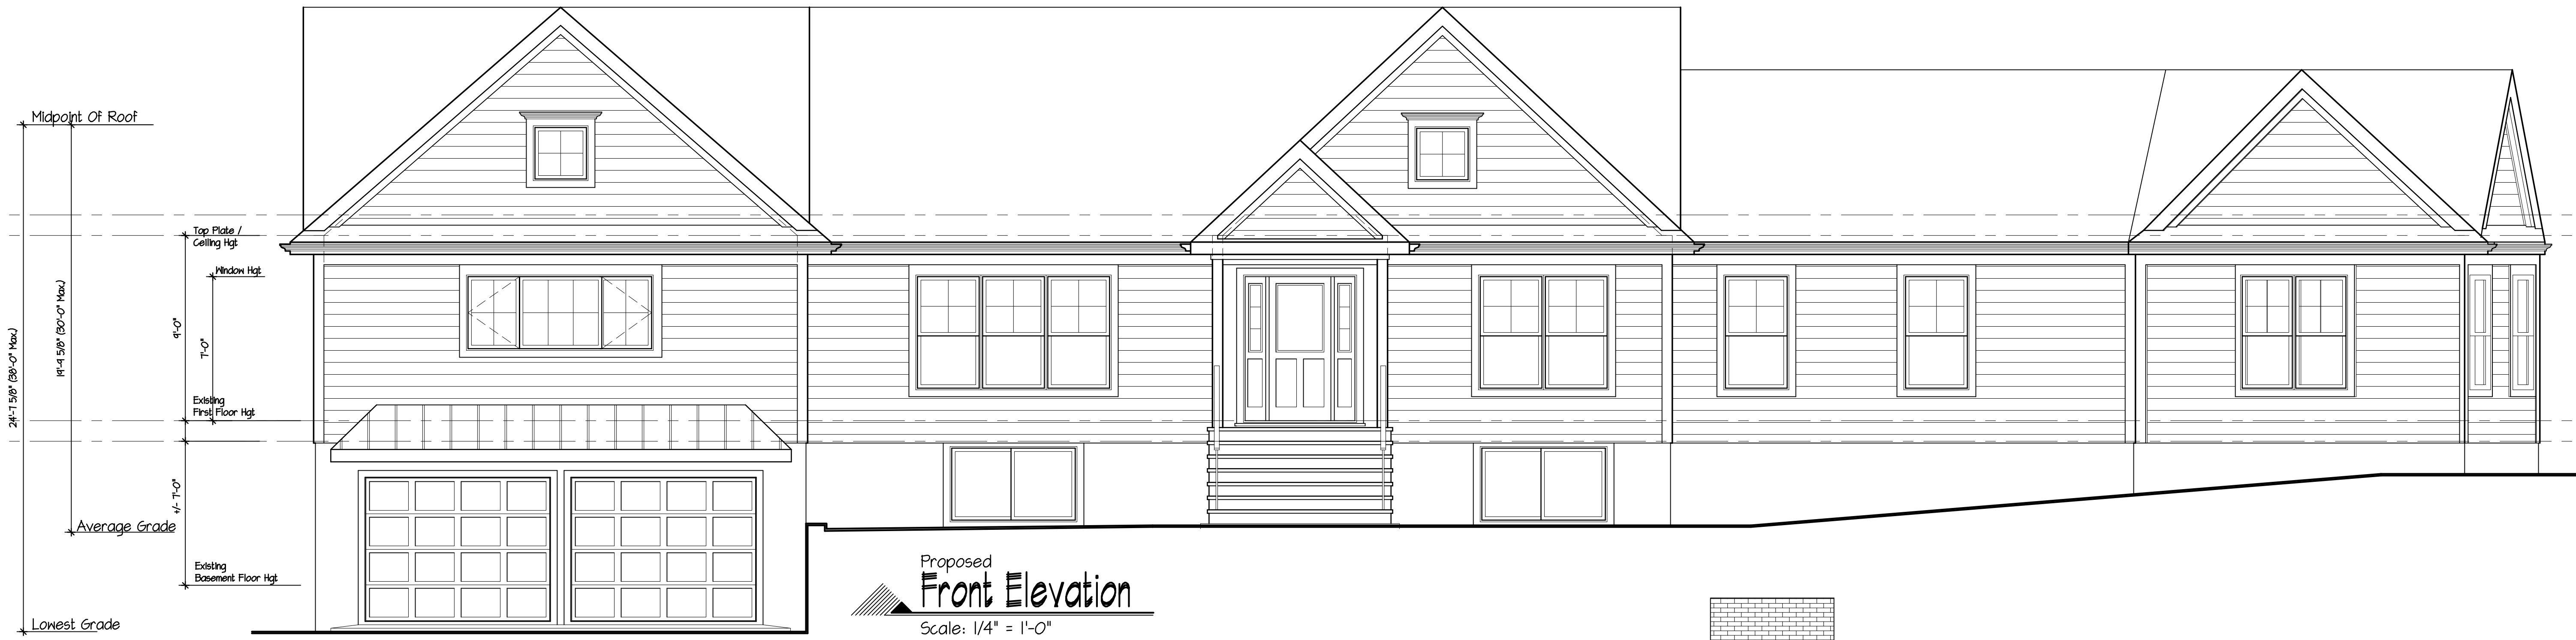 Midpoint Of Roof
Top Plate /
Ceiling Hgt
Window Hgt
24'-7 5/8" (38'-0" Max.)
19'-9 5/8" (30'-0" Max.)
9'-0"
7'-0"
Existing
First Floor Hgt
+/- 7'-0"
Average Grade
Existing
Basement Floor Hgt
Lowest Grade
Proposed
Front Elevation
Scale: 1/4" = 1'-0"